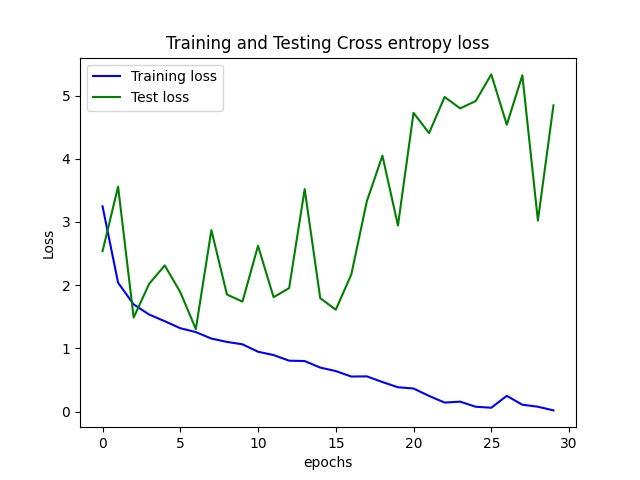 Training and Testing Cross entropy loss
Training loss
Test loss
Loss
5
4
3
2
1
0
0 5 10 15 20 25 30
epochs